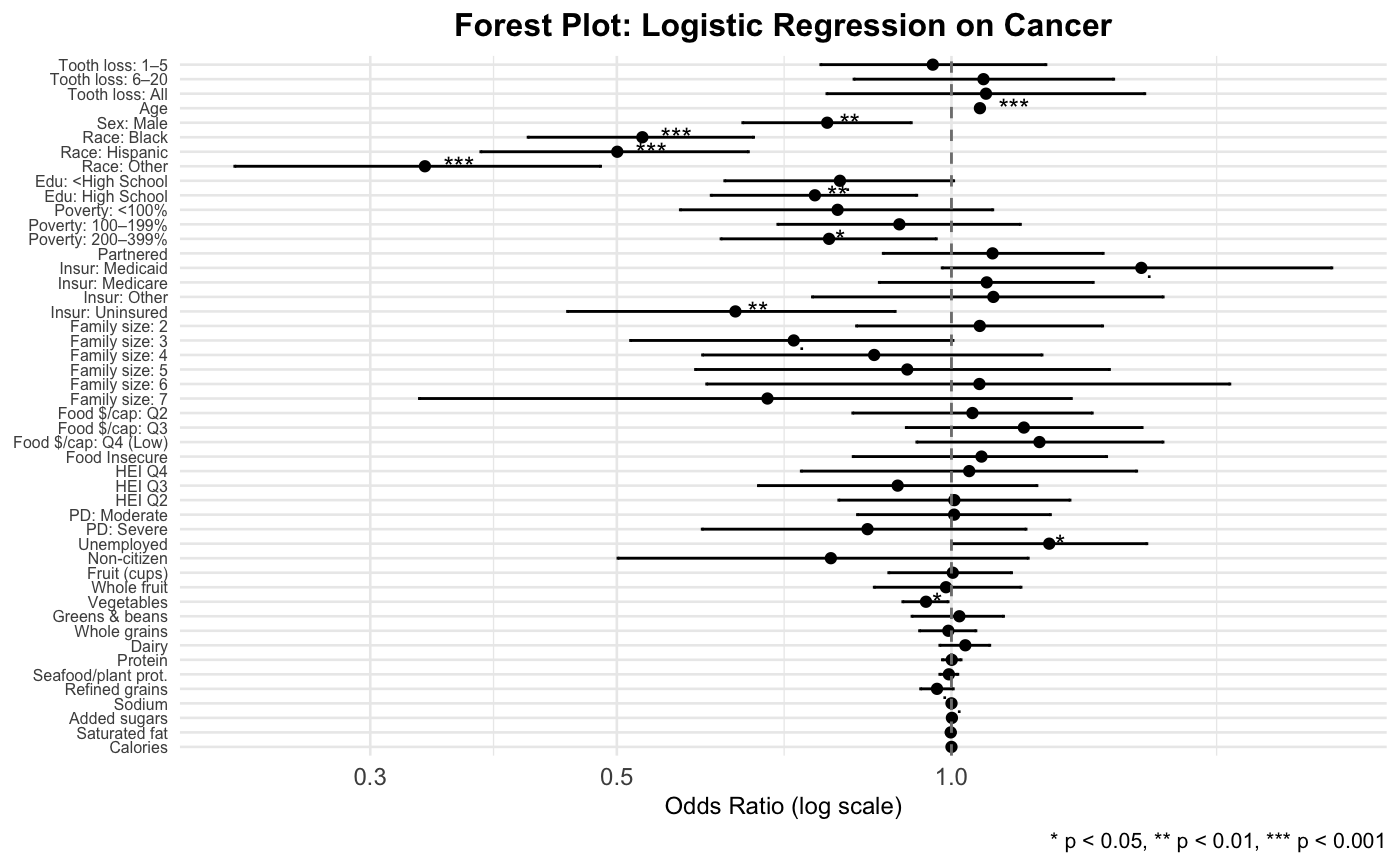 Forest Plot: Logistic Regression on Cancer
Tooth loss: 1–5
Tooth loss: 6–20
Tooth loss: All
Age ***
Sex: Male **
Race: Black ***
Race: Hispanic ***
Race: Other ***
Edu: <High School
Edu: High School **
Poverty: <100%
Poverty: 100–199%
Poverty: 200–399% *
Partnered
Insur: Medicaid .
Insur: Medicare
Insur: Other
Insur: Uninsured **
Family size: 2
Family size: 3 .
Family size: 4
Family size: 5
Family size: 6
Family size: 7
Food $/cap: Q2
Food $/cap: Q3
Food $/cap: Q4 (Low)
Food Insecure
HEI Q4
HEI Q3
HEI Q2
PD: Moderate
PD: Severe
Unemployed *
Non-citizen
Fruit (cups)
Whole fruit
Vegetables *
Greens & beans
Whole grains
Dairy
Protein
Seafood/plant prot.
Refined grains .
Sodium .
Added sugars
Saturated fat
Calories
0.3 0.5 1.0
Odds Ratio (log scale)
* p < 0.05, ** p < 0.01, *** p < 0.001